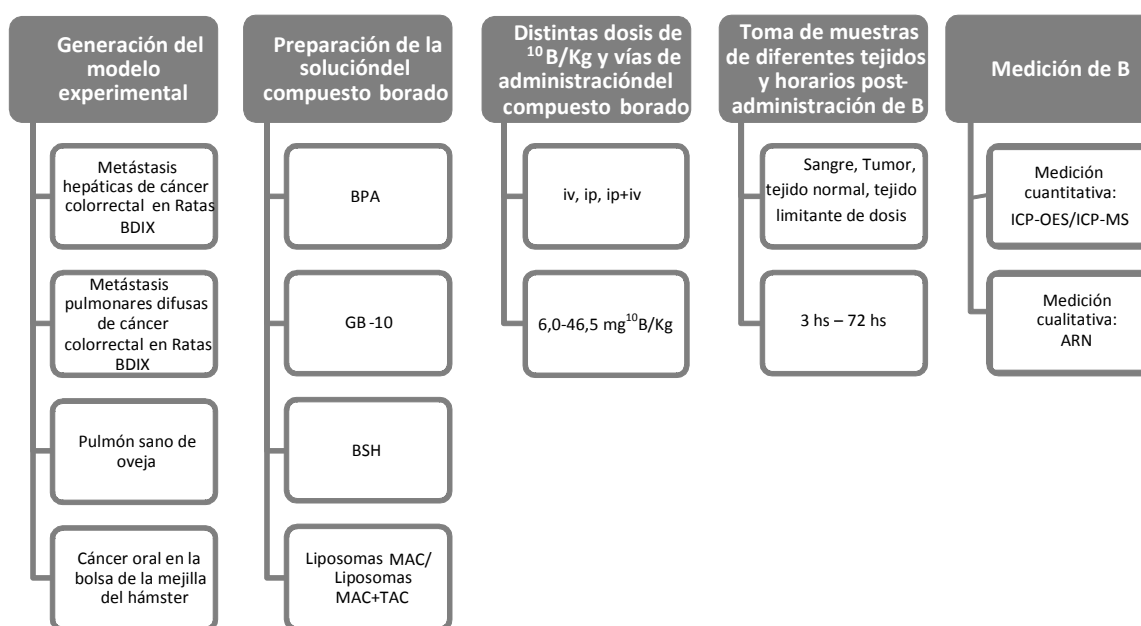 Generación del
modelo
experimental
Metástasis
hepáticas de cáncer
colorrectal en Ratas
BDIX
Metástasis
pulmonares difusas
de cáncer
colorrectal en Ratas
BDIX
Pulmón sano de
oveja
Cáncer oral en la
bolsa de la mejilla
del hámster
Preparación de la
solucióndel
compuesto borado
BPA
GB -10
BSH
Liposomas MAC/
Liposomas
MAC+TAC
Distintas dosis de
¹⁰B/Kg y vías de
administracióndel
compuesto borado
iv, ip, ip+iv
6,0-46,5 mg¹⁰B/Kg
Toma de muestras
de diferentes tejidos
y horarios post-
administración de B
Sangre, Tumor,
tejido normal, tejido
limitante de dosis
3 hs – 72 hs
Medición de B
Medición
cuantitativa:
ICP-OES/ICP-MS
Medición
cualitativa:
ARN